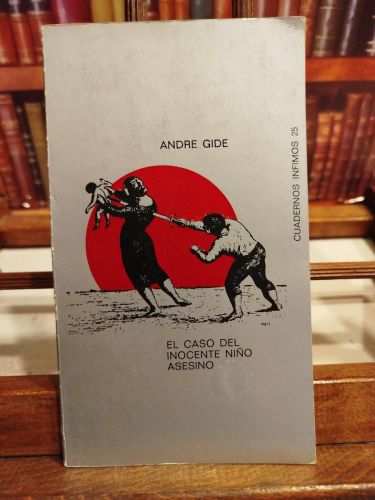 ANDRE GIDE
CUADERNOS INFIMOS 25
EL CASO DEL
INOCENTE NIÑO
ASESINO